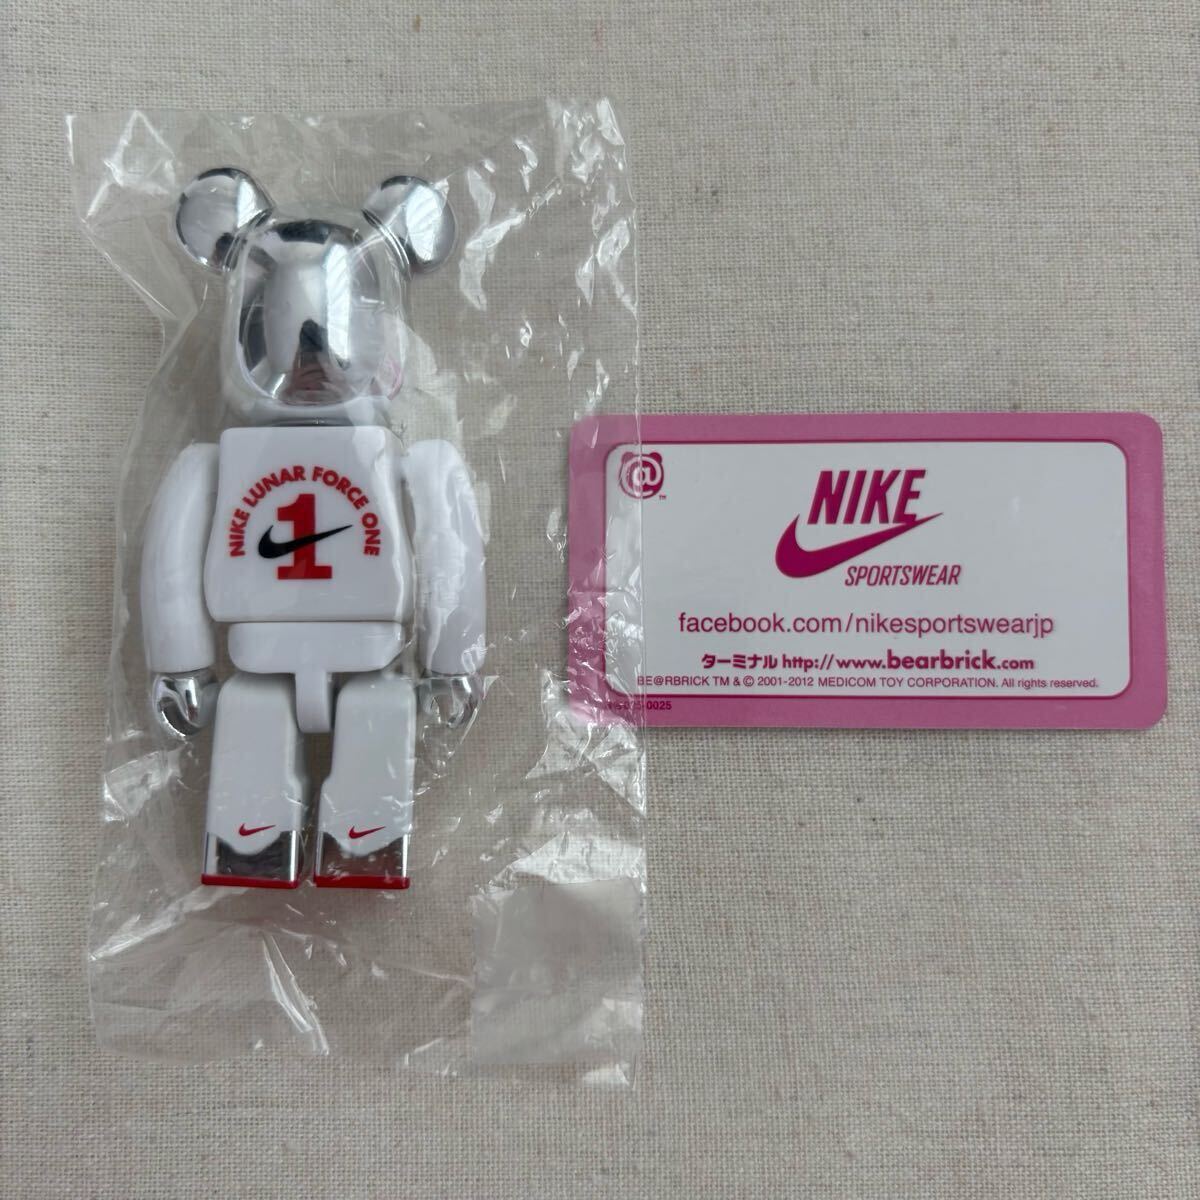 NIKE LUNAR FORCE ONE
1
@
TM
NIKE
SPORTSWEAR
facebook.com/nikesportswearjp
ターミナル http://www.bearbrick.com
BE@RBRICK TM & © 2001-2012 MEDICOM TOY CORPORATION. All rights reserved.